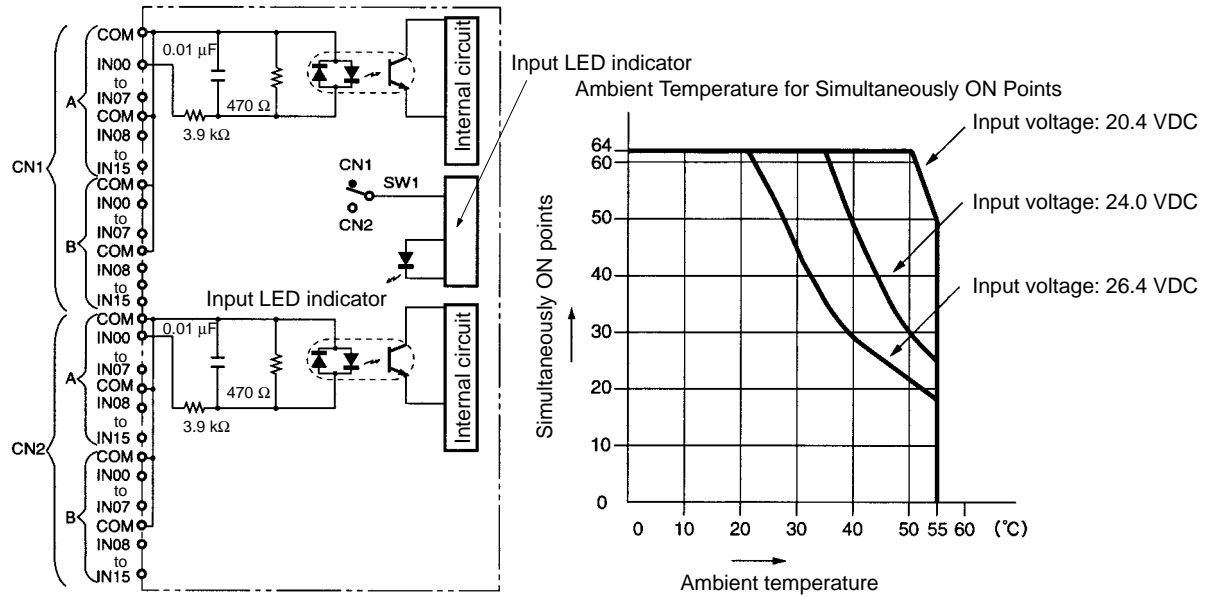 COM
0.01 μF
IN00
to
IN07
COM
IN08
to
IN15
A
470 Ω
3.9 kΩ
Internal circuit
CN1
COM
IN00
to
IN07
COM
IN08
to
IN15
B
CN1
SW1
CN2
Input LED indicator
Input LED indicator
COM
0.01 μF
IN00
to
IN07
COM
IN08
to
IN15
A
470 Ω
3.9 kΩ
Internal circuit
CN2
COM
IN00
to
IN07
COM
IN08
to
IN15
B
Ambient Temperature for Simultaneously ON Points
Input voltage: 20.4 VDC
Input voltage: 24.0 VDC
Input voltage: 26.4 VDC
Simultaneously ON points
64
60
50
40
30
20
10
0
0 10 20 30 40 50 55 60 (°C)
Ambient temperature